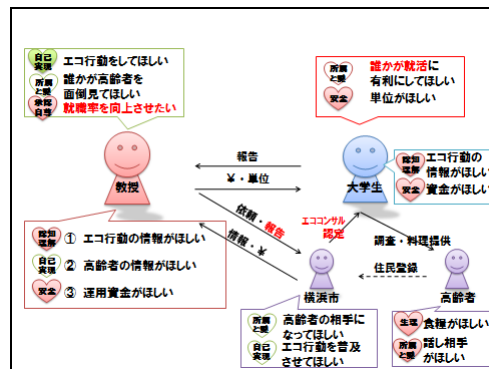 自己
実現
エコ行動をしてほしい
所属
と愛
誰かが高齢者を
面倒見てほしい
承認
自尊
就職率を向上させたい
所属
と愛
誰かが就活に
有利にしてほしい
安全
単位がほしい
教授
報告
¥・単位
大学生
認知
理解
エコ行動の
情報がほしい
安全
資金がほしい
依頼・報告
情報・¥
エココンサル
認定
調査・料理提供
住民登録
横浜市
高齢者
認知
理解
① エコ行動の情報がほしい
自己
実現
② 高齢者の情報がほしい
安全
③ 運用資金がほしい
所属
と愛
高齢者の相手に
なってほしい
自己
実現
エコ行動を普及
させてほしい
生理
食糧がほしい
所属
と愛
話し相手
がほしい